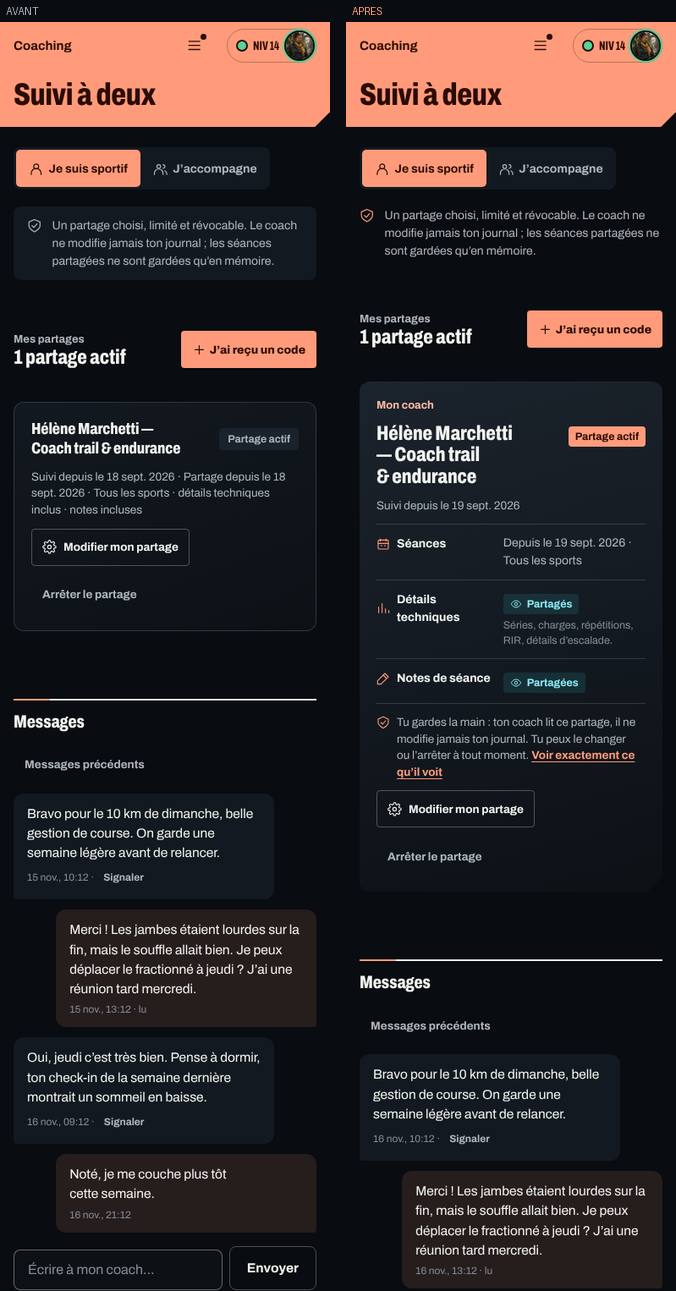 AVANT
Coaching
NIV 14
Suivi à deux
Je suis sportif
J'accompagne
Un partage choisi, limité et révocable. Le coach
ne modifie jamais ton journal ; les séances
partagées ne sont gardées qu'en mémoire.
Mes partages
1 partage actif
J'ai reçu un code
Hélène Marchetti —
Coach trail & endurance
Partage actif
Suivi depuis le 18 sept. 2026 · Partage depuis le 18
sept. 2026 · Tous les sports · détails techniques
inclus · notes incluses
Modifier mon partage
Arrêter le partage
Messages
Messages précédents
Bravo pour le 10 km de dimanche, belle
gestion de course. On garde une
semaine légère avant de relancer.
15 nov., 10:12 · Signaler
Merci ! Les jambes étaient lourdes sur la
fin, mais le souffle allait bien. Je peux
déplacer le fractionné à jeudi ? J'ai une
réunion tard mercredi.
15 nov., 13:12 · lu
Oui, jeudi c'est très bien. Pense à dormir,
ton check-in de la semaine dernière
montrait un sommeil en baisse.
16 nov., 09:12 · Signaler
Noté, je me couche plus tôt
cette semaine.
16 nov., 21:12
Écrire à mon coach...
Envoyer
APRES
Coaching
NIV 14
Suivi à deux
Je suis sportif
J'accompagne
Un partage choisi, limité et révocable. Le coach ne
modifie jamais ton journal ; les séances partagées ne
sont gardées qu'en mémoire.
Mes partages
1 partage actif
J'ai reçu un code
Mon coach
Hélène Marchetti
— Coach trail
& endurance
Partage actif
Suivi depuis le 19 sept. 2026
Séances
Depuis le 19 sept. 2026 ·
Tous les sports
Détails
techniques
Partagés
Séries, charges, répétitions,
RIR, détails d'escalade.
Notes de séance
Partagées
Tu gardes la main : ton coach lit ce partage, il ne
modifie jamais ton journal. Tu peux le changer
ou l'arrêter à tout moment. Voir exactement ce
qu'il voit
Modifier mon partage
Arrêter le partage
Messages
Messages précédents
Bravo pour le 10 km de dimanche, belle
gestion de course. On garde une
semaine légère avant de relancer.
16 nov., 10:12 · Signaler
Merci ! Les jambes étaient lourdes sur la
fin, mais le souffle allait bien. Je peux
déplacer le fractionné à jeudi ? J'ai une
réunion tard mercredi.
16 nov., 13:12 · lu